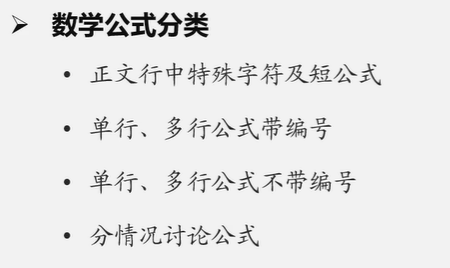 ➢ 数学公式分类
• 正文行中特殊字符及短公式
• 单行、多行公式带编号
• 单行、多行公式不带编号
• 分情况讨论公式